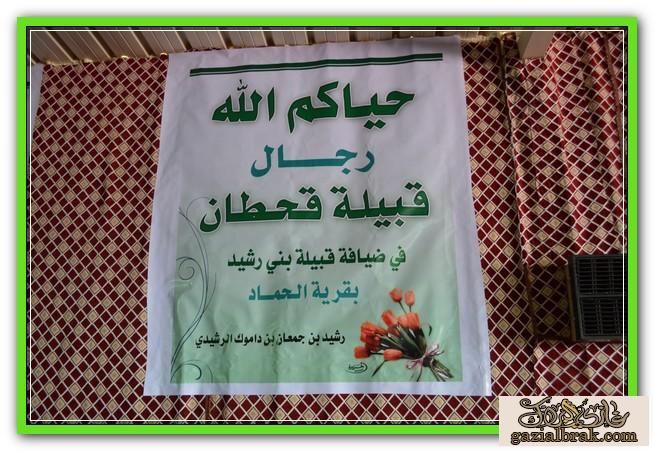 حياكم الله
رجال
قبيلة قحطان
في ضيافة قبيلة بني رشيد
بقرية الحماد
رشيد بن جمعان بن داموك الرشيدي
gazialbrak.com